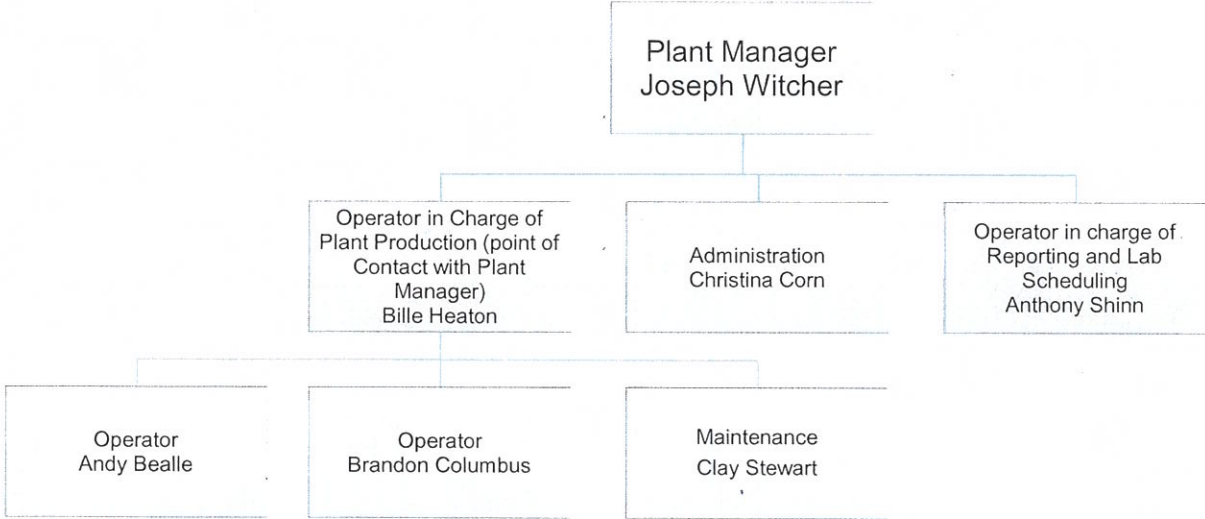 Plant Manager
Joseph Witcher
Operator in Charge of
Plant Production (point of
Contact with Plant
Manager)
Bille Heaton
Administration
Christina Corn
Operator in charge of
Reporting and Lab
Scheduling
Anthony Shinn
Operator
Andy Bealle
Operator
Brandon Columbus
Maintenance
Clay Stewart